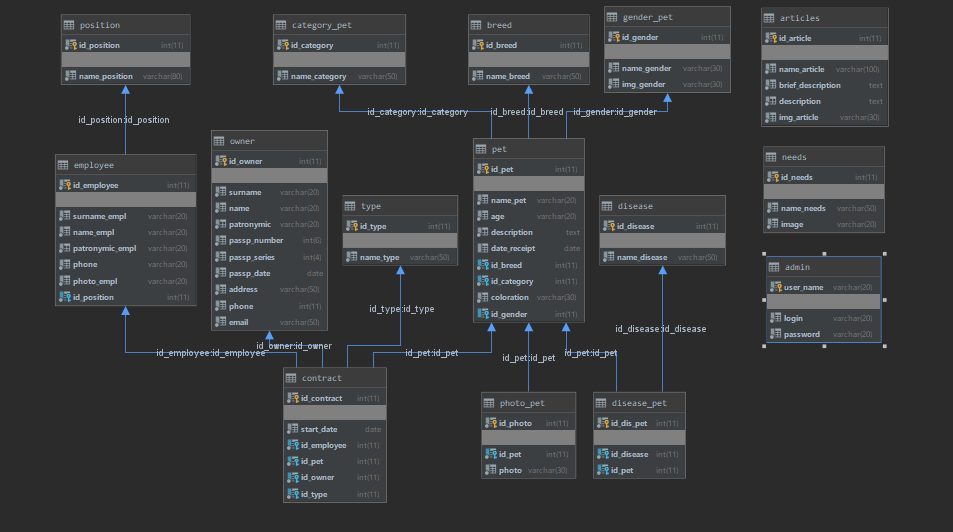 position
id_position int(11)
name_position varchar(80)
category_pet
id_category int(11)
name_category varchar(50)
breed
id_breed int(11)
name_breed varchar(50)
gender_pet
id_gender int(11)
name_gender varchar(30)
img_gender varchar(30)
articles
id_article int(11)
name_article varchar(100)
brief_description text
description text
img_article varchar(30)
id_position:id_position
id_category:id_category
id_breed:id_breed
id_gender:id_gender
employee
id_employee int(11)
surname_empl varchar(20)
name_empl varchar(20)
patronymic_empl varchar(20)
phone varchar(20)
photo_empl varchar(20)
id_position int(11)
owner
id_owner int(11)
surname varchar(20)
name varchar(20)
patronymic varchar(20)
passp_number int(6)
passp_series int(4)
passp_date date
address varchar(50)
phone int(11)
email varchar(50)
type
id_type int(11)
name_type varchar(50)
pet
id_pet int(11)
name_pet varchar(20)
age varchar(20)
description text
date_receipt date
id_breed int(11)
id_category int(11)
coloration varchar(30)
id_gender int(11)
disease
id_disease int(11)
name_disease varchar(50)
needs
id_needs int(11)
name_needs varchar(50)
image varchar(20)
admin
user_name varchar(20)
login varchar(20)
password varchar(20)
id_type:id_type
id_disease:id_disease
id_employee:id_employee
id_owner:id_owner
id_pet:id_pet
id_pet:id_pet
id_pet:id_pet
contract
id_contract int(11)
start_date date
id_employee int(11)
id_pet int(11)
id_owner int(11)
id_type int(11)
photo_pet
id_photo int(11)
id_pet int(11)
photo varchar(30)
disease_pet
id_dis_pet int(11)
id_disease int(11)
id_pet int(11)